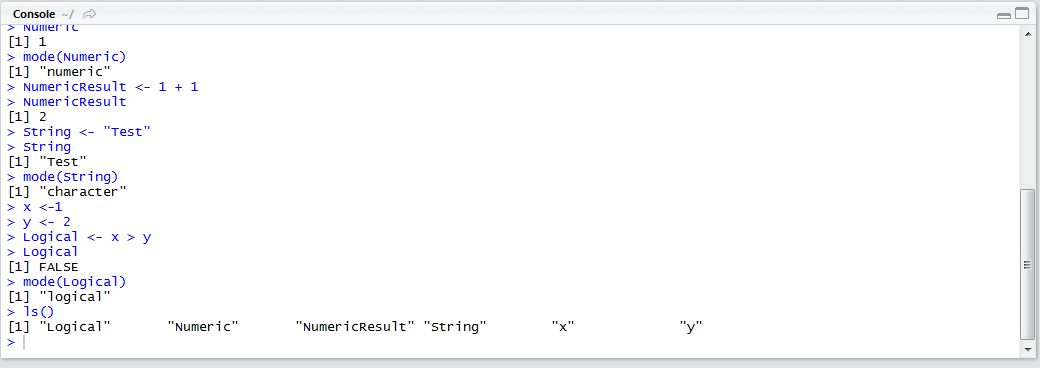 Console ~/
> Numeric
[1] 1
> mode(Numeric)
[1] "numeric"
> NumericResult <- 1 + 1
> NumericResult
[1] 2
> String <- "Test"
> String
[1] "Test"
> mode(String)
[1] "character"
> x <-1
> y <- 2
> Logical <- x > y
> Logical
[1] FALSE
> mode(Logical)
[1] "logical"
> ls()
[1] "Logical"       "Numeric"       "NumericResult" "String"        "x"             "y"
>